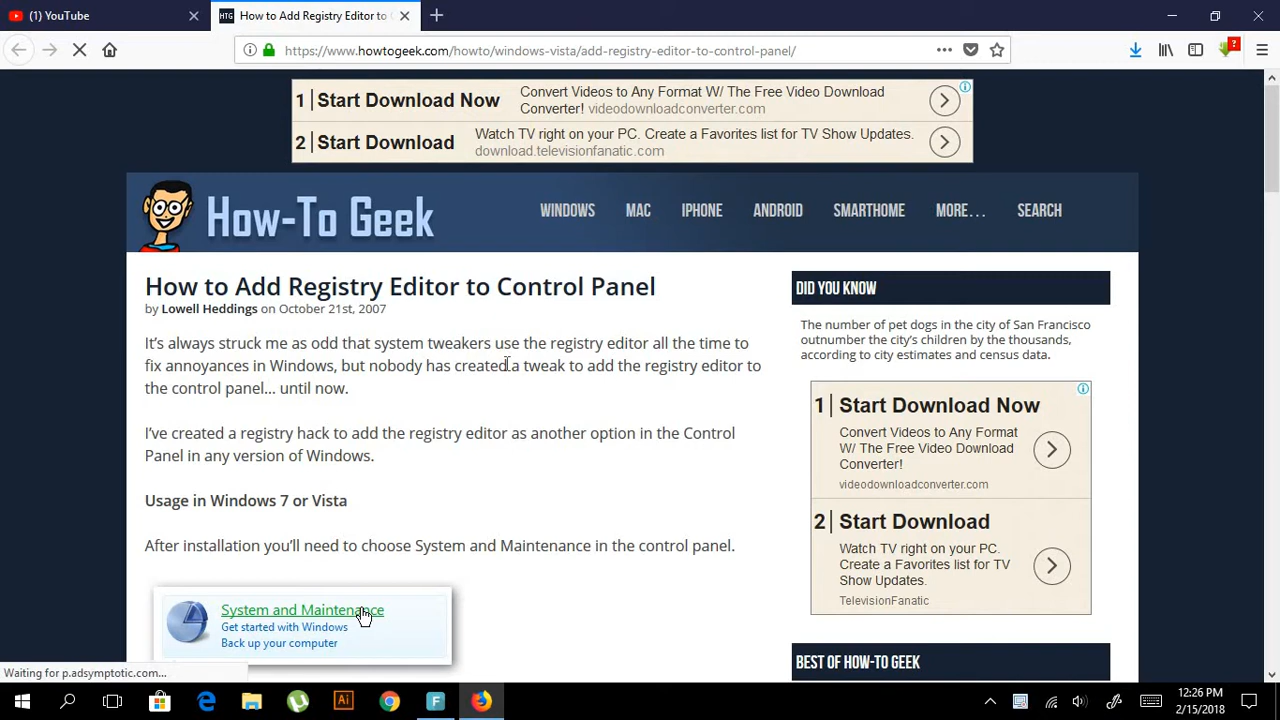 (1) YouTube
HTG How to Add Registry Editor to
https://www.howtogeek.com/howto/windows-vista/add-registry-editor-to-control-panel/
1 Start Download Now
Convert Videos to Any Format W/ The Free Video Download
Converter! videodownloadconverter.com
2 Start Download
Watch TV right on your PC. Create a Favorites list for TV Show Updates.
download.televisionfanatic.com
How-To Geek
WINDOWS MAC IPHONE ANDROID SMARTHOME MORE... SEARCH
How to Add Registry Editor to Control Panel
by Lowell Heddings on October 21st, 2007
It's always struck me as odd that system tweakers use the registry editor all the time to
fix annoyances in Windows, but nobody has created a tweak to add the registry editor to
the control panel... until now.
I've created a registry hack to add the registry editor as another option in the Control
Panel in any version of Windows.
Usage in Windows 7 or Vista
After installation you'll need to choose System and Maintenance in the control panel.
System and Maintenance
Get started with Windows
Back up your computer
DID YOU KNOW
The number of pet dogs in the city of San Francisco
outnumber the city's children by the thousands,
according to city estimates and census data.
1 Start Download Now
Convert Videos to Any Format
W/ The Free Video Download
Converter!
videodownloadconverter.com
2 Start Download
Watch TV right on your PC.
Create a Favorites list for TV
Show Updates.
TelevisionFanatic
BEST OF HOW-TO GEEK
Waiting for p.adsymptotic.com...
Ai
F
12:26 PM
2/15/2018